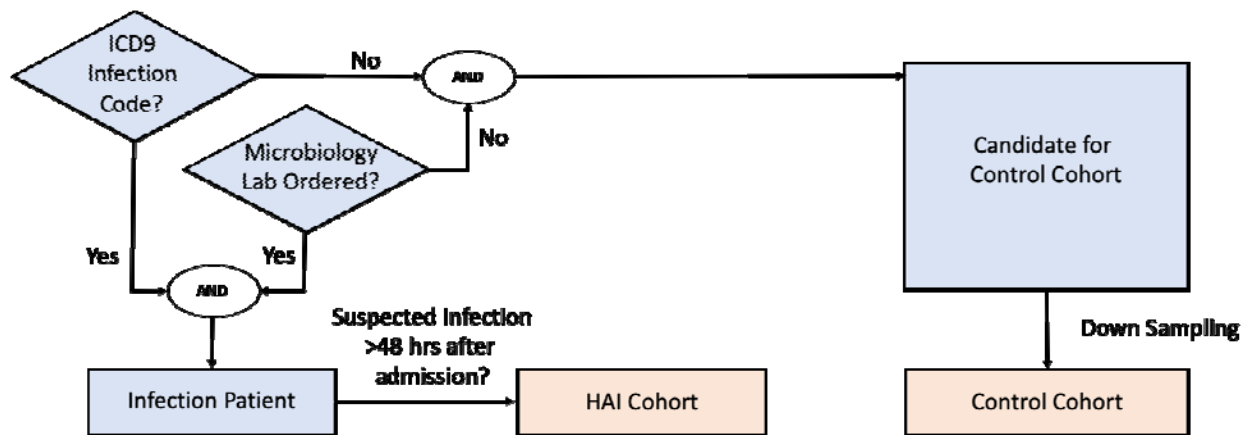 ICD9
Infection
Code?
No
AND
Microbiology
Lab Ordered?
No
Candidate for
Control Cohort
Yes
Yes
AND
Suspected Infection
>48 hrs after
admission?
Down Sampling
Infection Patient
HAI Cohort
Control Cohort